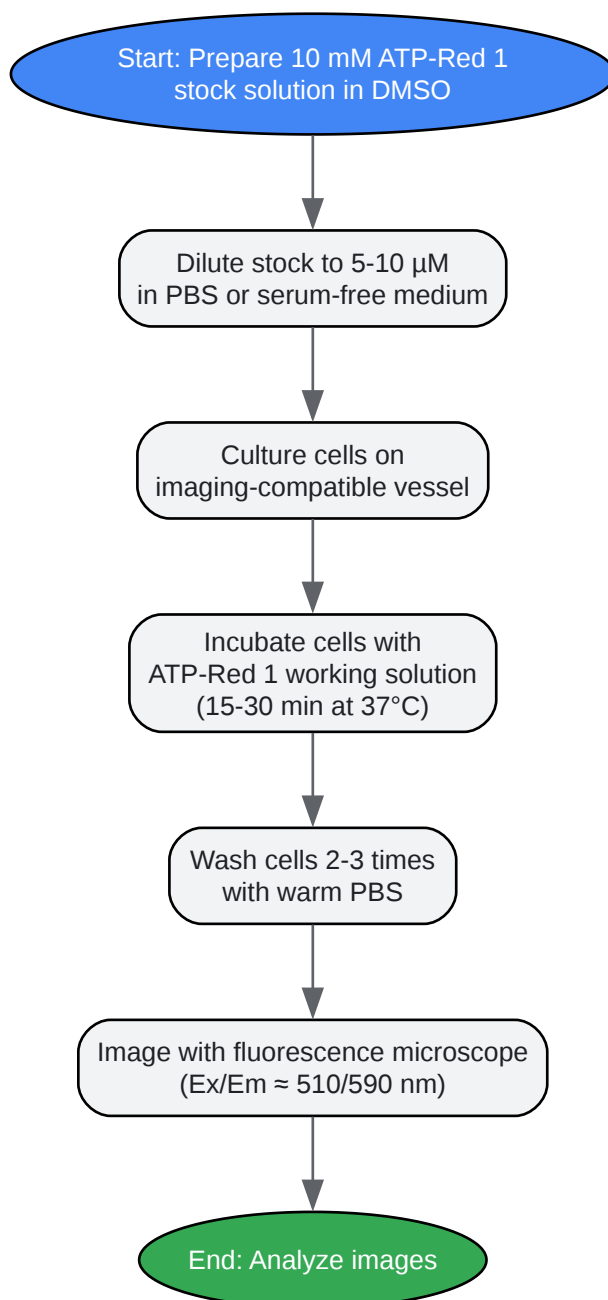 Start: Prepare 10 mM ATP-Red 1
stock solution in DMSO
Dilute stock to 5-10 µM
in PBS or serum-free medium
Culture cells on
imaging-compatible vessel
Incubate cells with
ATP-Red 1 working solution
(15-30 min at 37°C)
Wash cells 2-3 times
with warm PBS
Image with fluorescence microscope
(Ex/Em ≈ 510/590 nm)
End: Analyze images